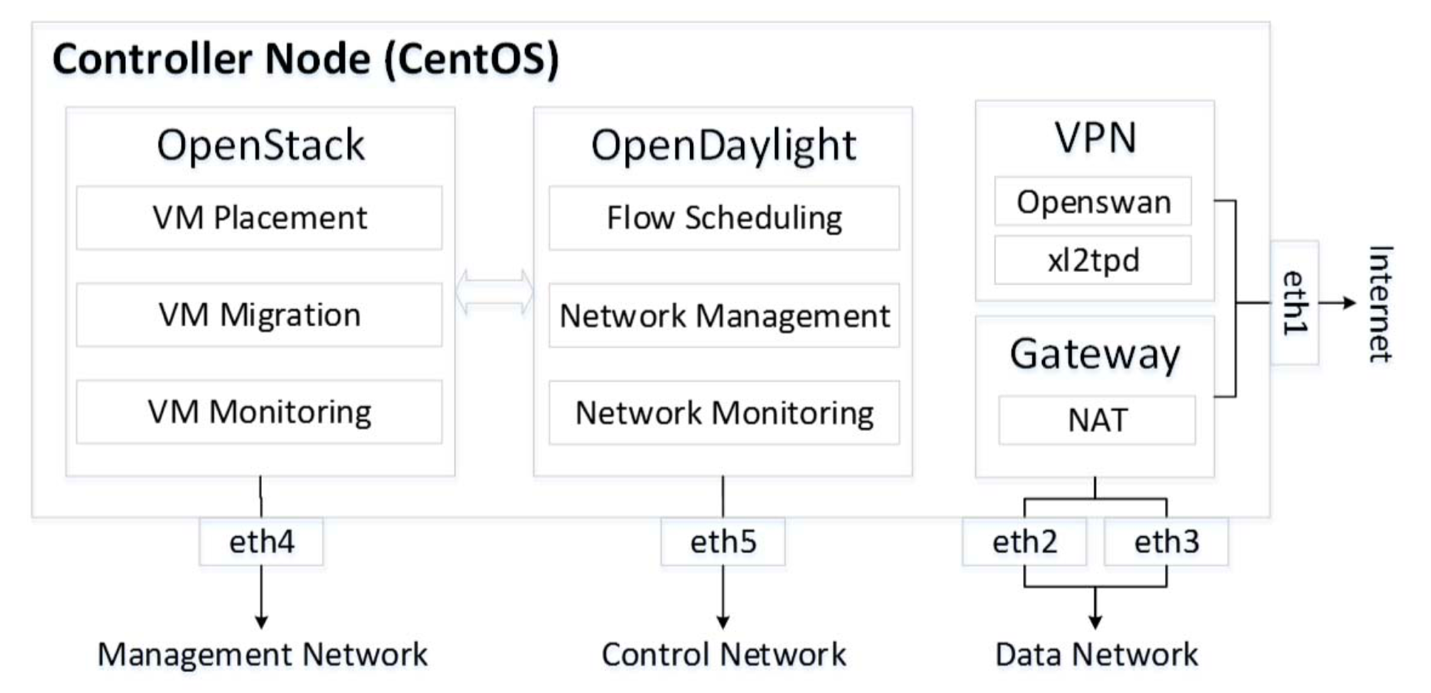 Controller Node (CentOS)
OpenStack
VM Placement
VM Migration
VM Monitoring
OpenDaylight
Flow Scheduling
Network Management
Network Monitoring
VPN
Openswan
xl2tpd
Gateway
NAT
eth1
Internet
eth4
eth5
eth2
eth3
Management Network
Control Network
Data Network